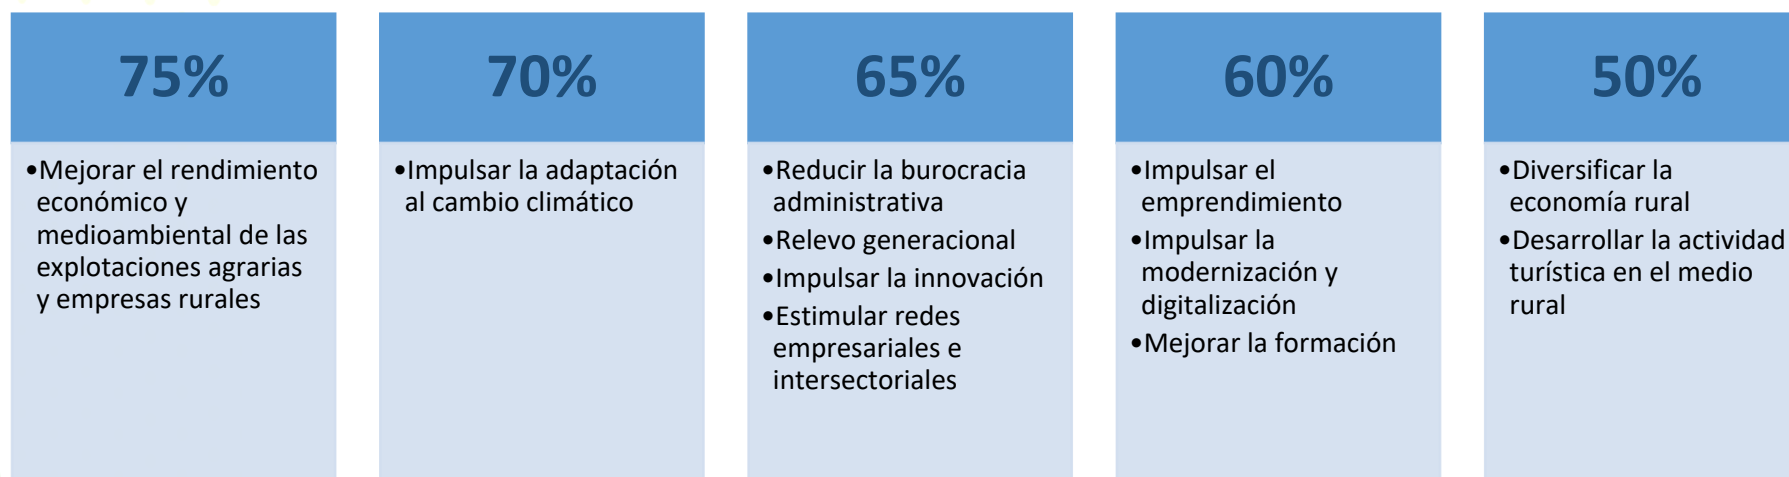 75%
•Mejorar el rendimiento
económico y
medioambiental de las
explotaciones agrarias
y empresas rurales
70%
•Impulsar la adaptación
al cambio climático
65%
•Reducir la burocracia
administrativa
•Relevo generacional
•Impulsar la innovación
•Estimular redes
empresariales e
intersectoriales
60%
•Impulsar el
emprendimiento
•Impulsar la
modernización y
digitalización
•Mejorar la formación
50%
•Diversificar la
economía rural
•Desarrollar la actividad
turística en el medio
rural